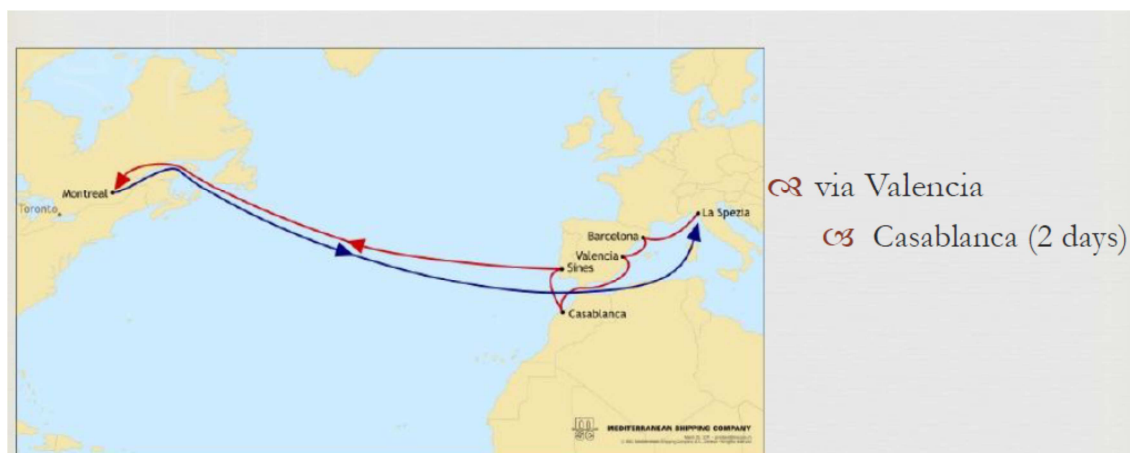 Montreal
Toronto
La Spezia
Barcelona
Valencia
Sines
Casablanca
MEDITERRANEAN SHIPPING COMPANY
via Valencia
Casablanca (2 days)